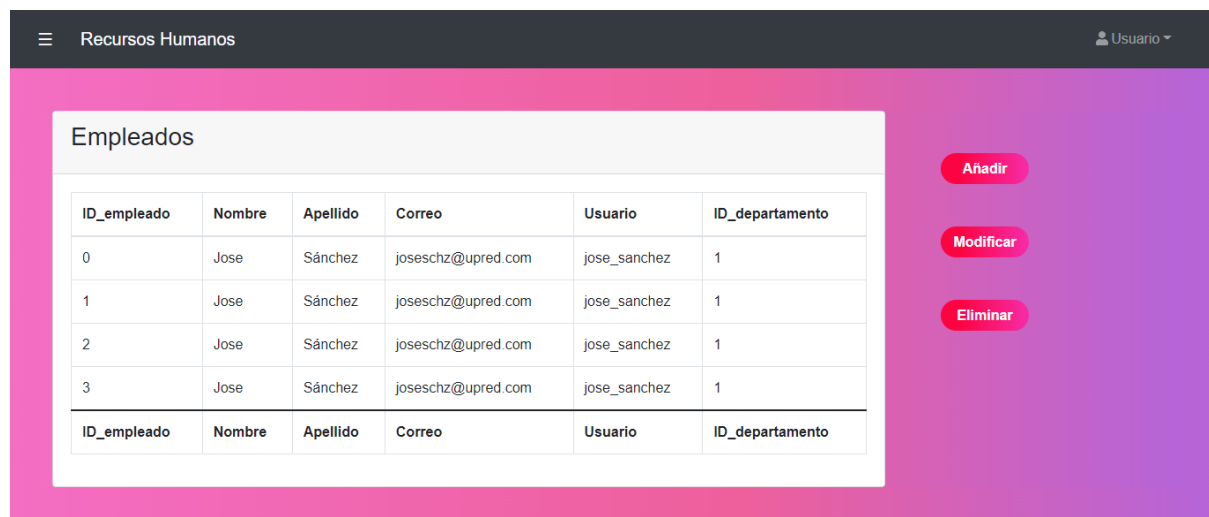 ☰ Recursos Humanos Usuario
Empleados
Añadir
ID_empleado Nombre Apellido Correo Usuario ID_departamento
Modificar
0 Jose Sánchez joseschz@upred.com jose_sanchez 1
1 Jose Sánchez joseschz@upred.com jose_sanchez 1
Eliminar
2 Jose Sánchez joseschz@upred.com jose_sanchez 1
3 Jose Sánchez joseschz@upred.com jose_sanchez 1
ID_empleado Nombre Apellido Correo Usuario ID_departamento